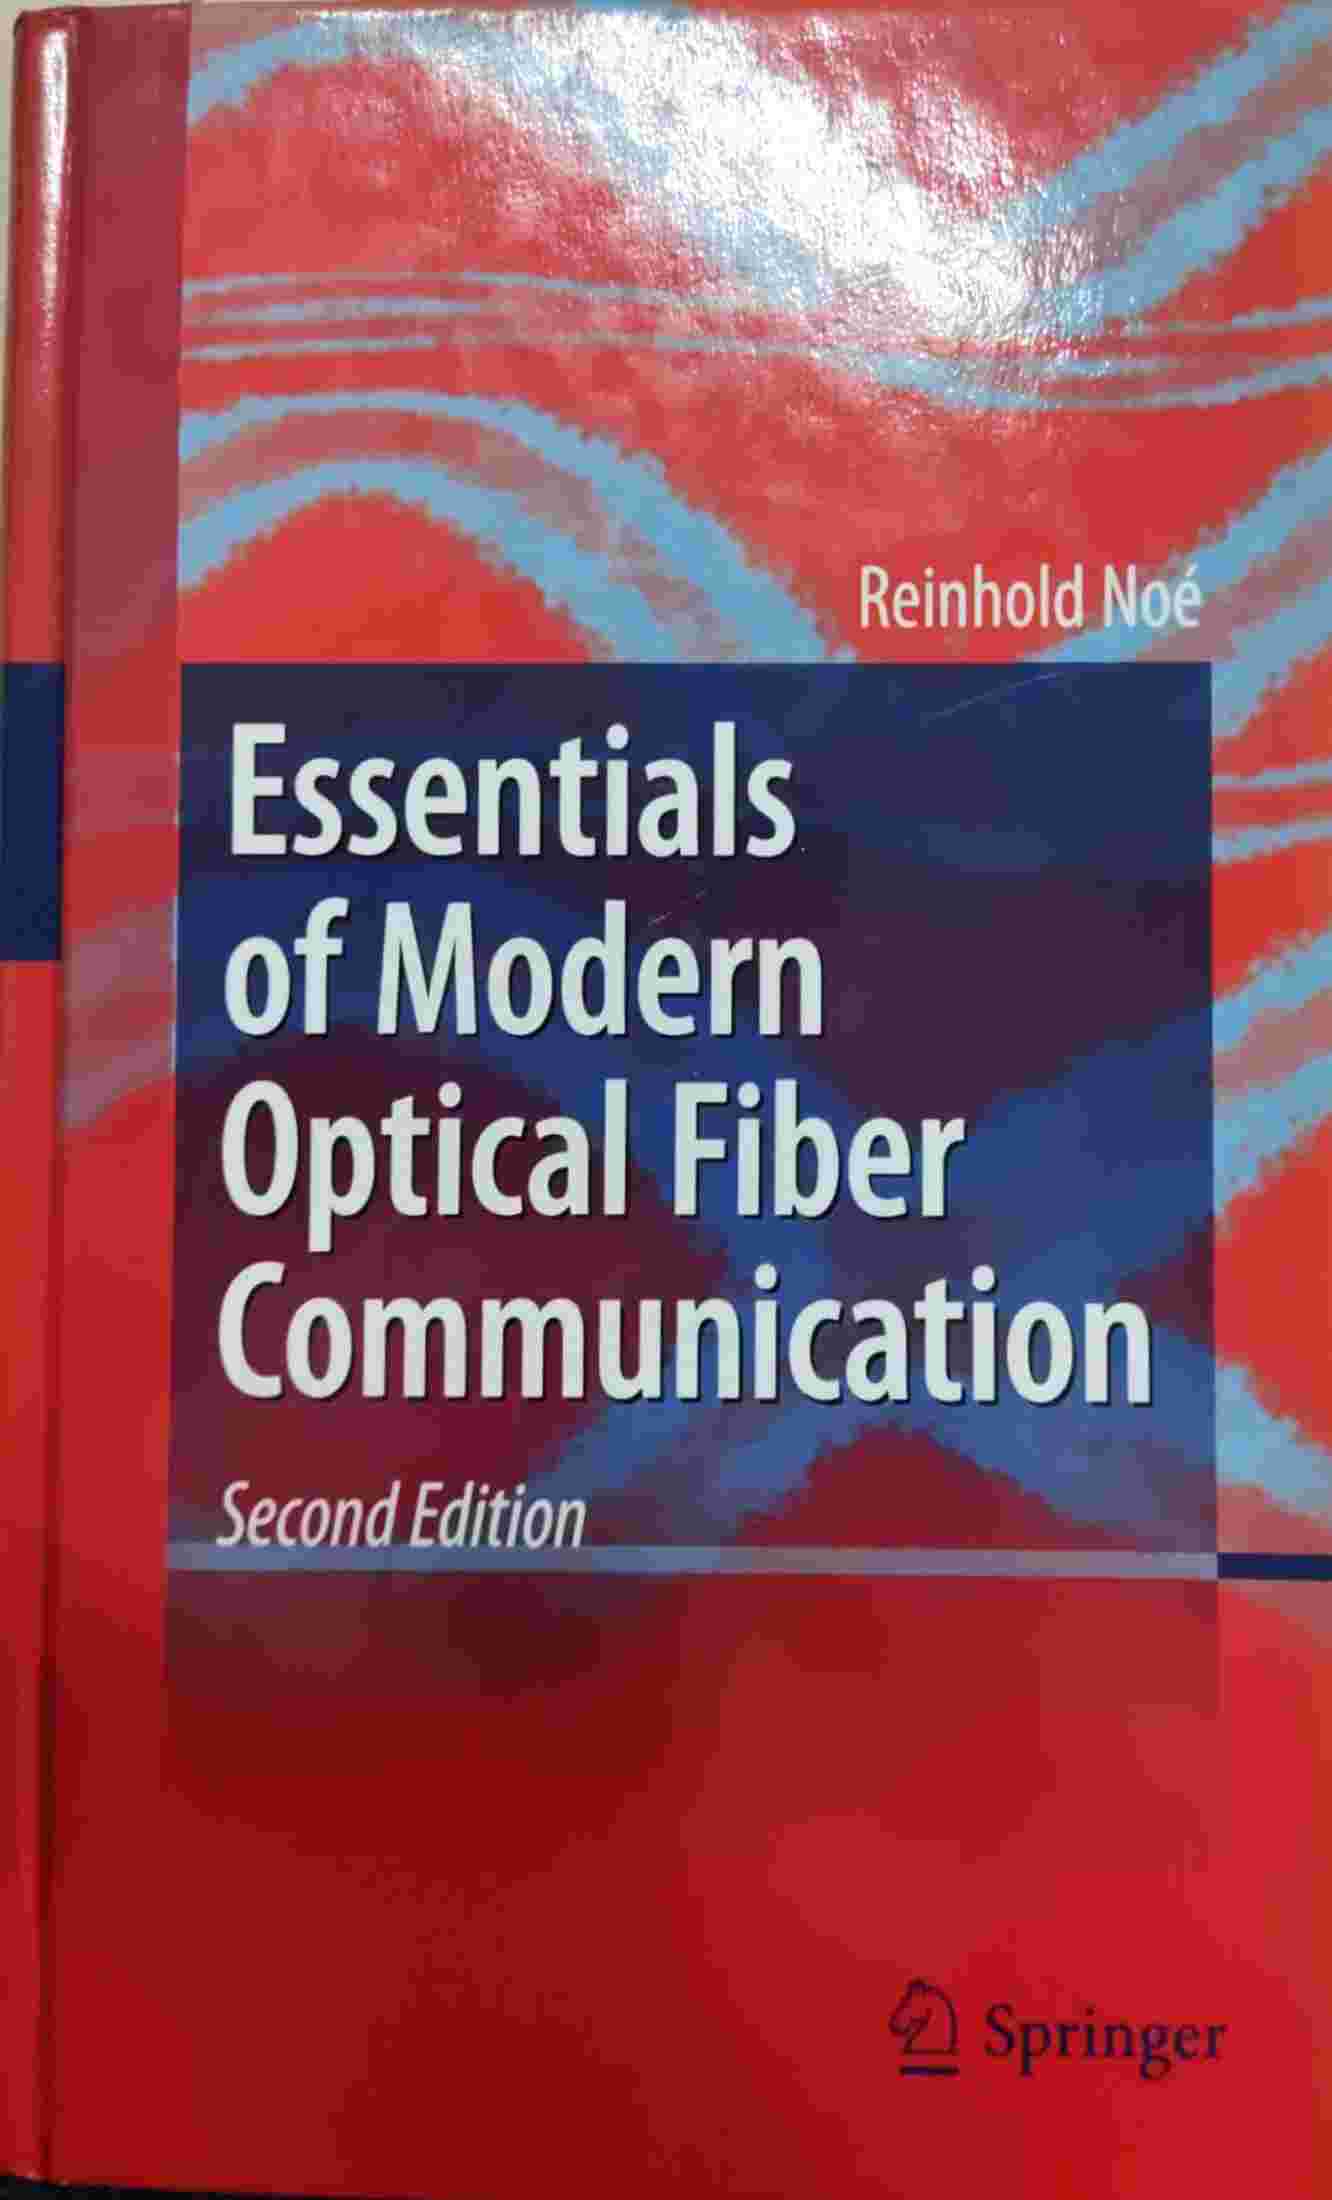 Reinhold Noé
Essentials
of Modern
Optical Fiber
Communication
Second Edition
Springer